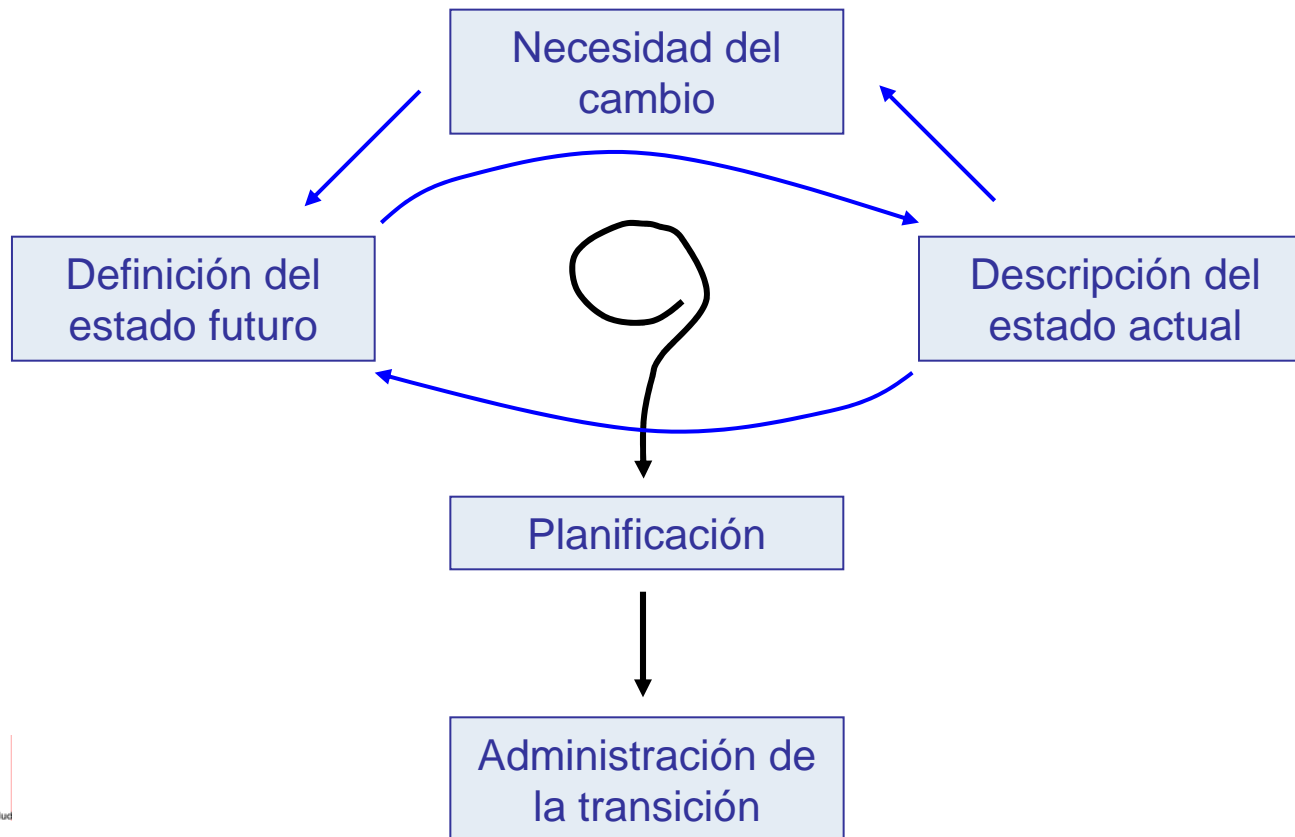 Necesidad del
cambio
Definición del
estado futuro
Descripción del
estado actual
Planificación
Administración de
la transición